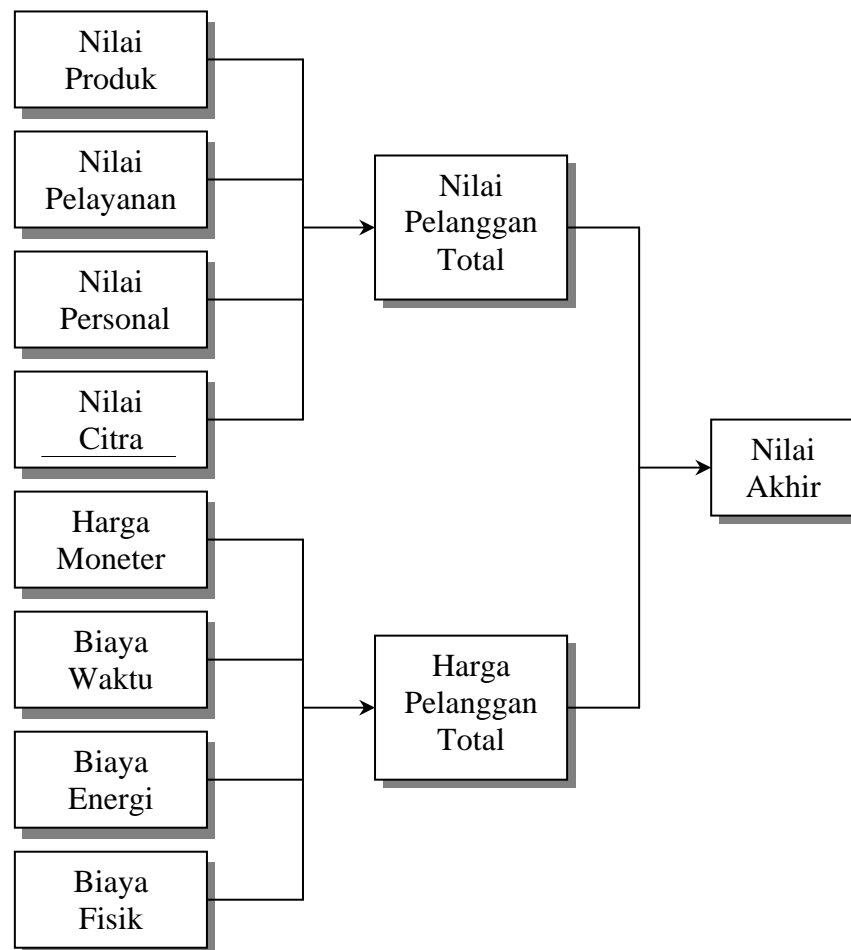 Nilai
Produk
Nilai
Pelayanan
Nilai
Personal
Nilai
Citra
Harga
Moneter
Biaya
Waktu
Biaya
Energi
Biaya
Fisik
Nilai
Pelanggan
Total
Harga
Pelanggan
Total
Nilai
Akhir